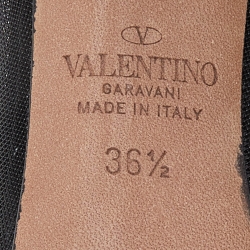 V
VALENTINO
GARAVANI
MADE IN ITALY
36½